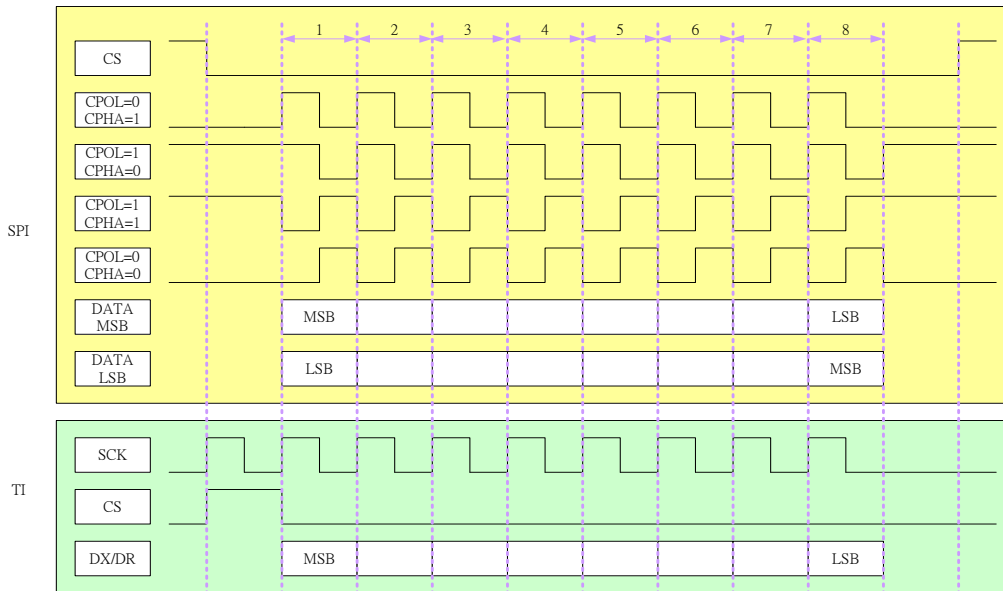 1 2 3 4 5 6 7 8
CS
CPOL=0
CPHA=1
CPOL=1
CPHA=0
CPOL=1
CPHA=1
SPI
CPOL=0
CPHA=0
DATA
MSB
MSB LSB
DATA
LSB
LSB MSB
SCK
TI
CS
DX/DR MSB LSB